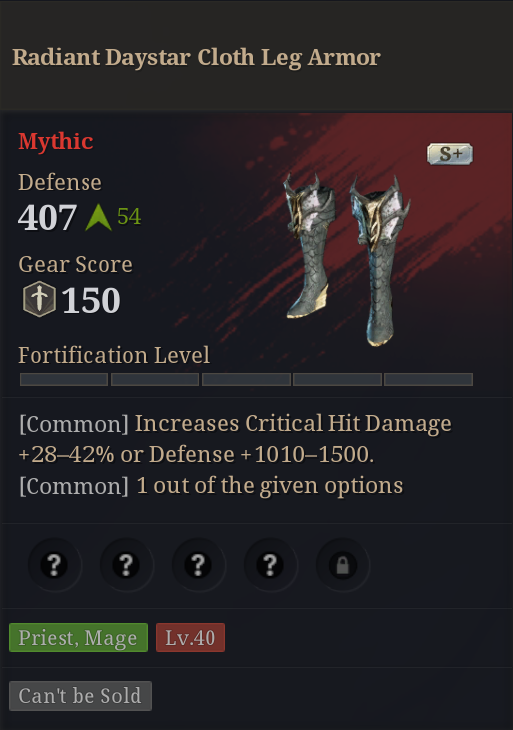 Radiant Daystar Cloth Leg Armor
Mythic
S+
Defense
407 54
Gear Score
150
Fortification Level
[Common] Increases Critical Hit Damage
+28–42% or Defense +1010–1500.
[Common] 1 out of the given options
? ? ? ?
Priest, Mage Lv.40
Can't be Sold